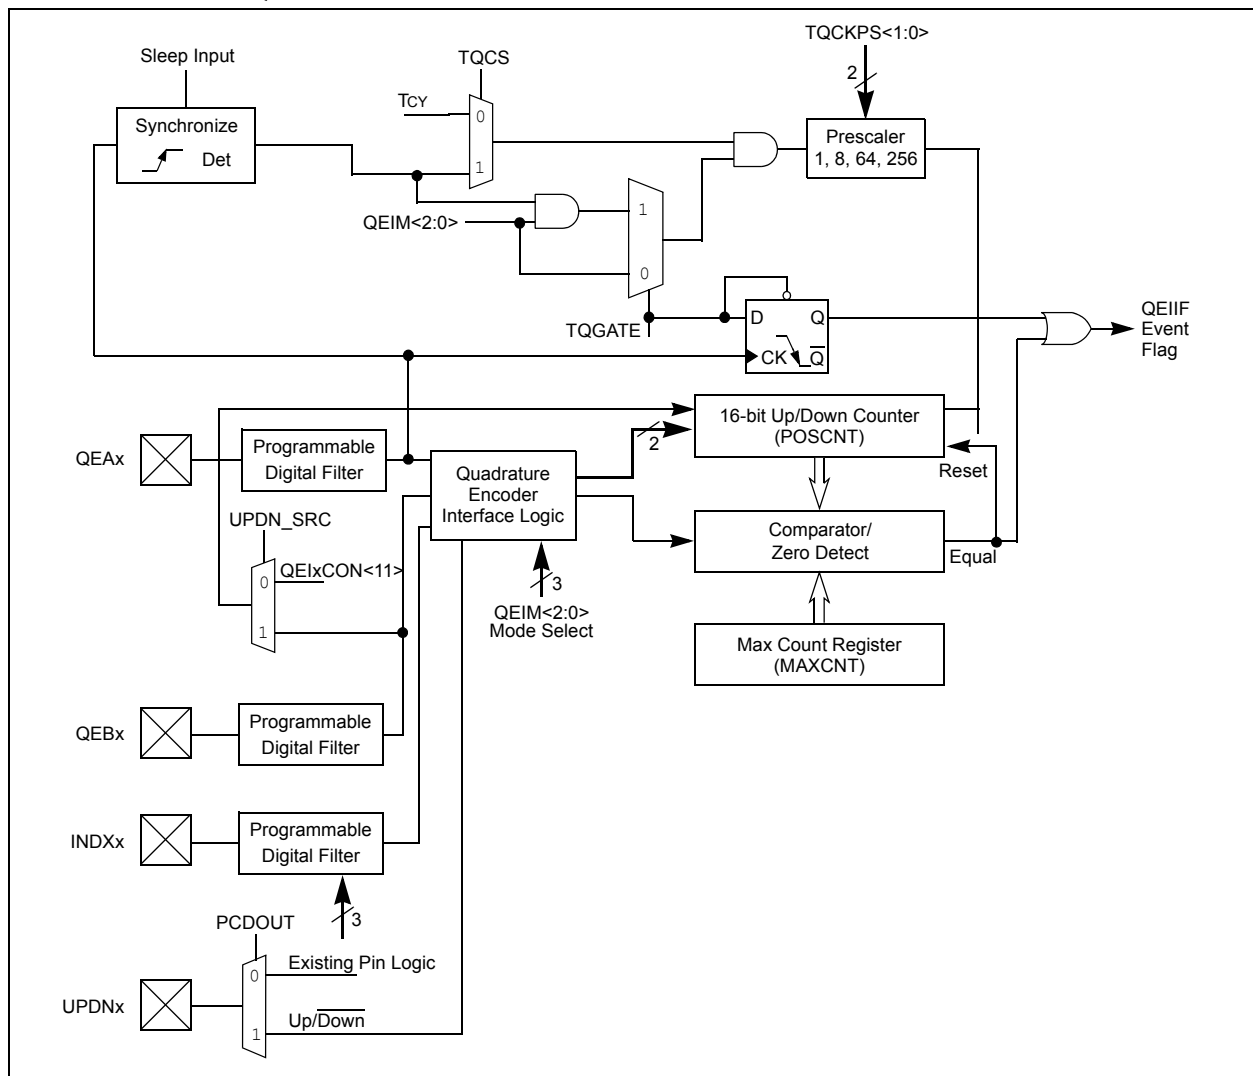 TQCKPS<1:0>
Sleep Input
TQCS
2
TCY
0
Synchronize
Det
Prescaler
1, 8, 64, 256
1
QEIM<2:0>
1
0
TQGATE
D Q
CK Q
QEIIF
Event
Flag
16-bit Up/Down Counter
(POSCNT)
2
Reset
QEAx
Programmable
Digital Filter
Quadrature
Encoder
Interface Logic
UPDN_SRC
0
QEIxCON<11>
1
Comparator/
Zero Detect
Equal
3
QEIM<2:0>
Mode Select
Max Count Register
(MAXCNT)
QEBx
Programmable
Digital Filter
INDXx
Programmable
Digital Filter
3
PCDOUT
0
Existing Pin Logic
UPDNx
1
Up/Down